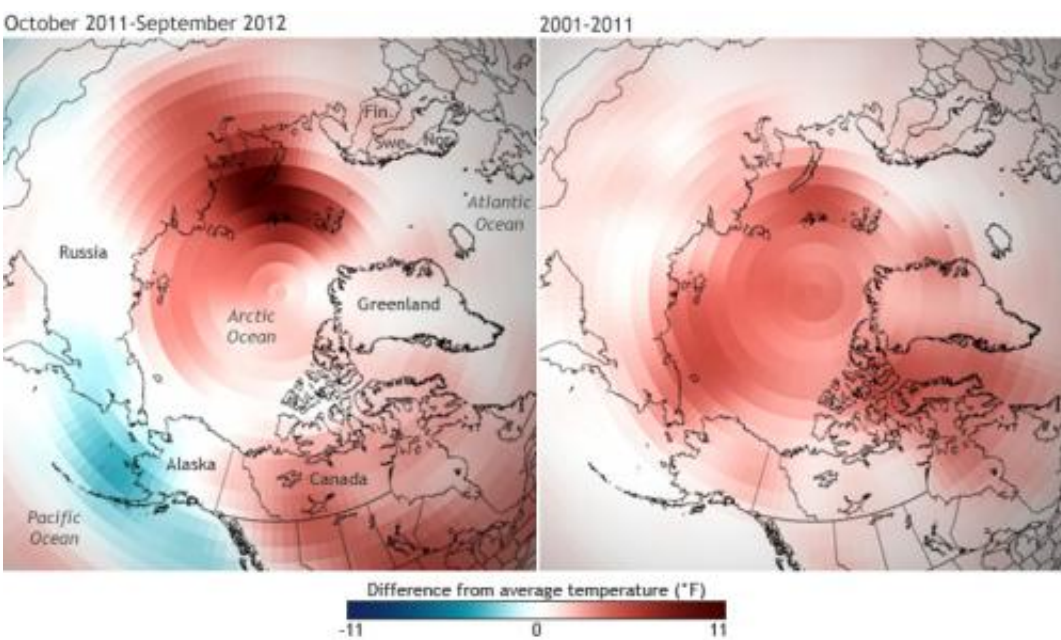 October 2011-September 2012
2001-2011
Fin.
Swe.
Nor.
Atlantic
Ocean
Russia
Greenland
Arctic
Ocean
Alaska
Canada
Pacific
Ocean
Difference from average temperature (°F)
-11 0 11